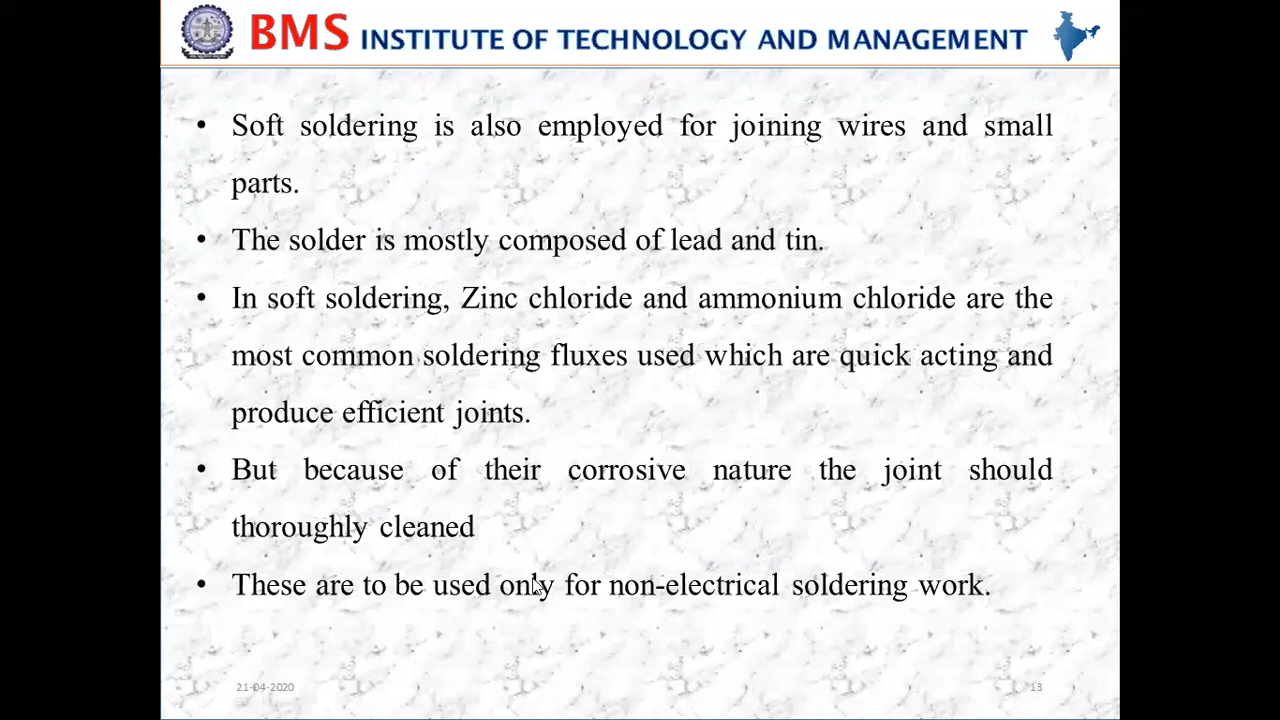 BMS INSTITUTE OF TECHNOLOGY AND MANAGEMENT
• Soft soldering is also employed for joining wires and small
parts.
• The solder is mostly composed of lead and tin.
• In soft soldering, Zinc chloride and ammonium chloride are the
most common soldering fluxes used which are quick acting and
produce efficient joints.
• But because of their corrosive nature the joint should
thoroughly cleaned
• These are to be used only for non-electrical soldering work.
21-04-2020 13